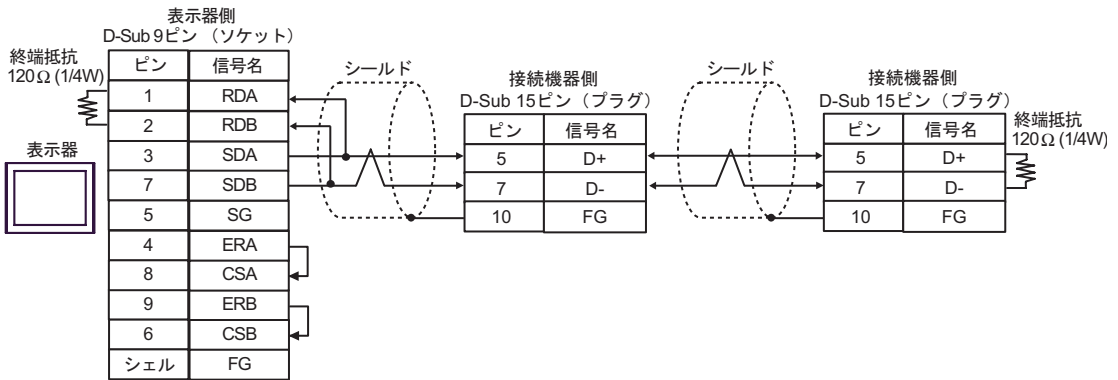 表示器側
D-Sub 9ピン （ソケット）
終端抵抗
120Ω (1/4W)
ピン 信号名
1 RDA
2 RDB
3 SDA
7 SDB
5 SG
4 ERA
8 CSA
9 ERB
6 CSB
シェル FG
表示器
シールド
接続機器側
D-Sub 15ピン（プラグ）
ピン 信号名
5 D+
7 D-
10 FG
シールド
接続機器側
D-Sub 15ピン（プラグ）
ピン 信号名
5 D+
7 D-
10 FG
終端抵抗
120Ω (1/4W)